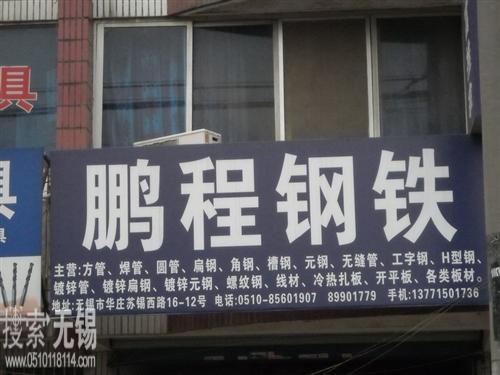 具
鹏程钢铁
具
具
主营:方管、焊管、圆管、扁钢、角钢、槽钢、元钢、无缝管、工字钢、H型钢、
镀锌管、镀锌扁钢、镀锌元钢、螺纹钢、线材、冷热扎板、开平板、各类板材。
地址:无锡市华庄苏锡西路16-12号 电话:0510-85601907 89901779 手机:13771501736
搜索无锡
www.0510118114.com